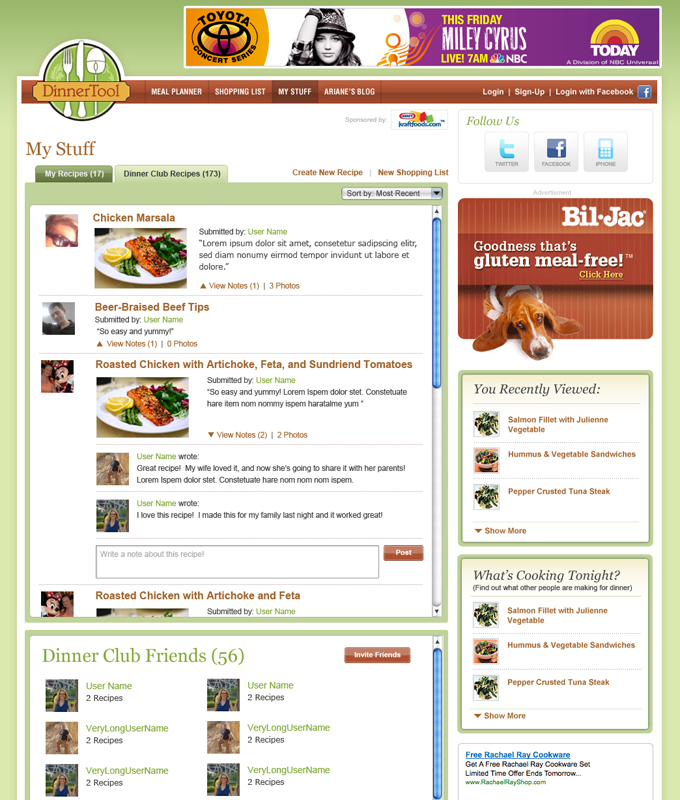 TOYOTA
CONCERT SERIES
THIS FRIDAY
MILEY CYRUS
LIVE! 7AM NBC
TODAY
A Division of NBC Universal
DinnerTool
MEAL PLANNER
SHOPPING LIST
MY STUFF
ARIANE'S BLOG
Login | Sign-Up | Login with Facebook
Sponsored by:
KRAFT
kraftfoods.com
My Stuff
My Recipes (17)
Dinner Club Recipes (173)
Create New Recipe | New Shopping List
Sort by: Most Recent
Chicken Marsala
Submitted by: User Name
“Lorem ipsum dolor sit amet, consetetur sadipscing elitr,
sed diam nonumy eirmod tempor invidunt ut labore et
dolore.”
View Notes (1) | 3 Photos
Beer-Braised Beef Tips
Submitted by: User Name
“So easy and yummy!”
View Notes (1) | 0 Photos
Roasted Chicken with Artichoke, Feta, and Sundriend Tomatoes
Submitted by: User Name
“So easy and yummy! Lorem Ispem dolor stet. Constetuate
hare item nom nommy ispem haratalme yum ”
View Notes (2) | 2 Photos
User Name wrote:
Great recipe! My wife loved it, and now she's going to share it with her parents!
Lorem Ispem dolor stet. Constetuate hare nom nom nom ispem.
User Name wrote:
I love this recipe! I made this for my family last night and it worked great!
Write a note about this recipe!
Post
Roasted Chicken with Artichoke and Feta
Submitted by: User Name
Dinner Club Friends (56)
Invite Friends
User Name
2 Recipes
User Name
2 Recipes
VeryLongUserName
2 Recipes
VeryLongUserName
2 Recipes
VeryLongUserName
2 Recipes
VeryLongUserName
2 Recipes
Follow Us
TWITTER
FACEBOOK
IPHONE
Advertisement
Bil·Jac®
Goodness that's
gluten meal-free!™
Click Here
You Recently Viewed:
Salmon Fillet with Julienne
Vegetable
Hummus & Vegetable Sandwiches
Pepper Crusted Tuna Steak
Show More
What's Cooking Tonight?
(Find out what other people are making for dinner)
Salmon Fillet with Julienne
Vegetable
Hummus & Vegetable Sandwiches
Pepper Crusted Tuna Steak
Show More
Free Rachael Ray Cookware
Get A Free Rachael Ray Cookware Set
Limited Time Offer Ends Tomorrow...
www.RachaelRayShop.com